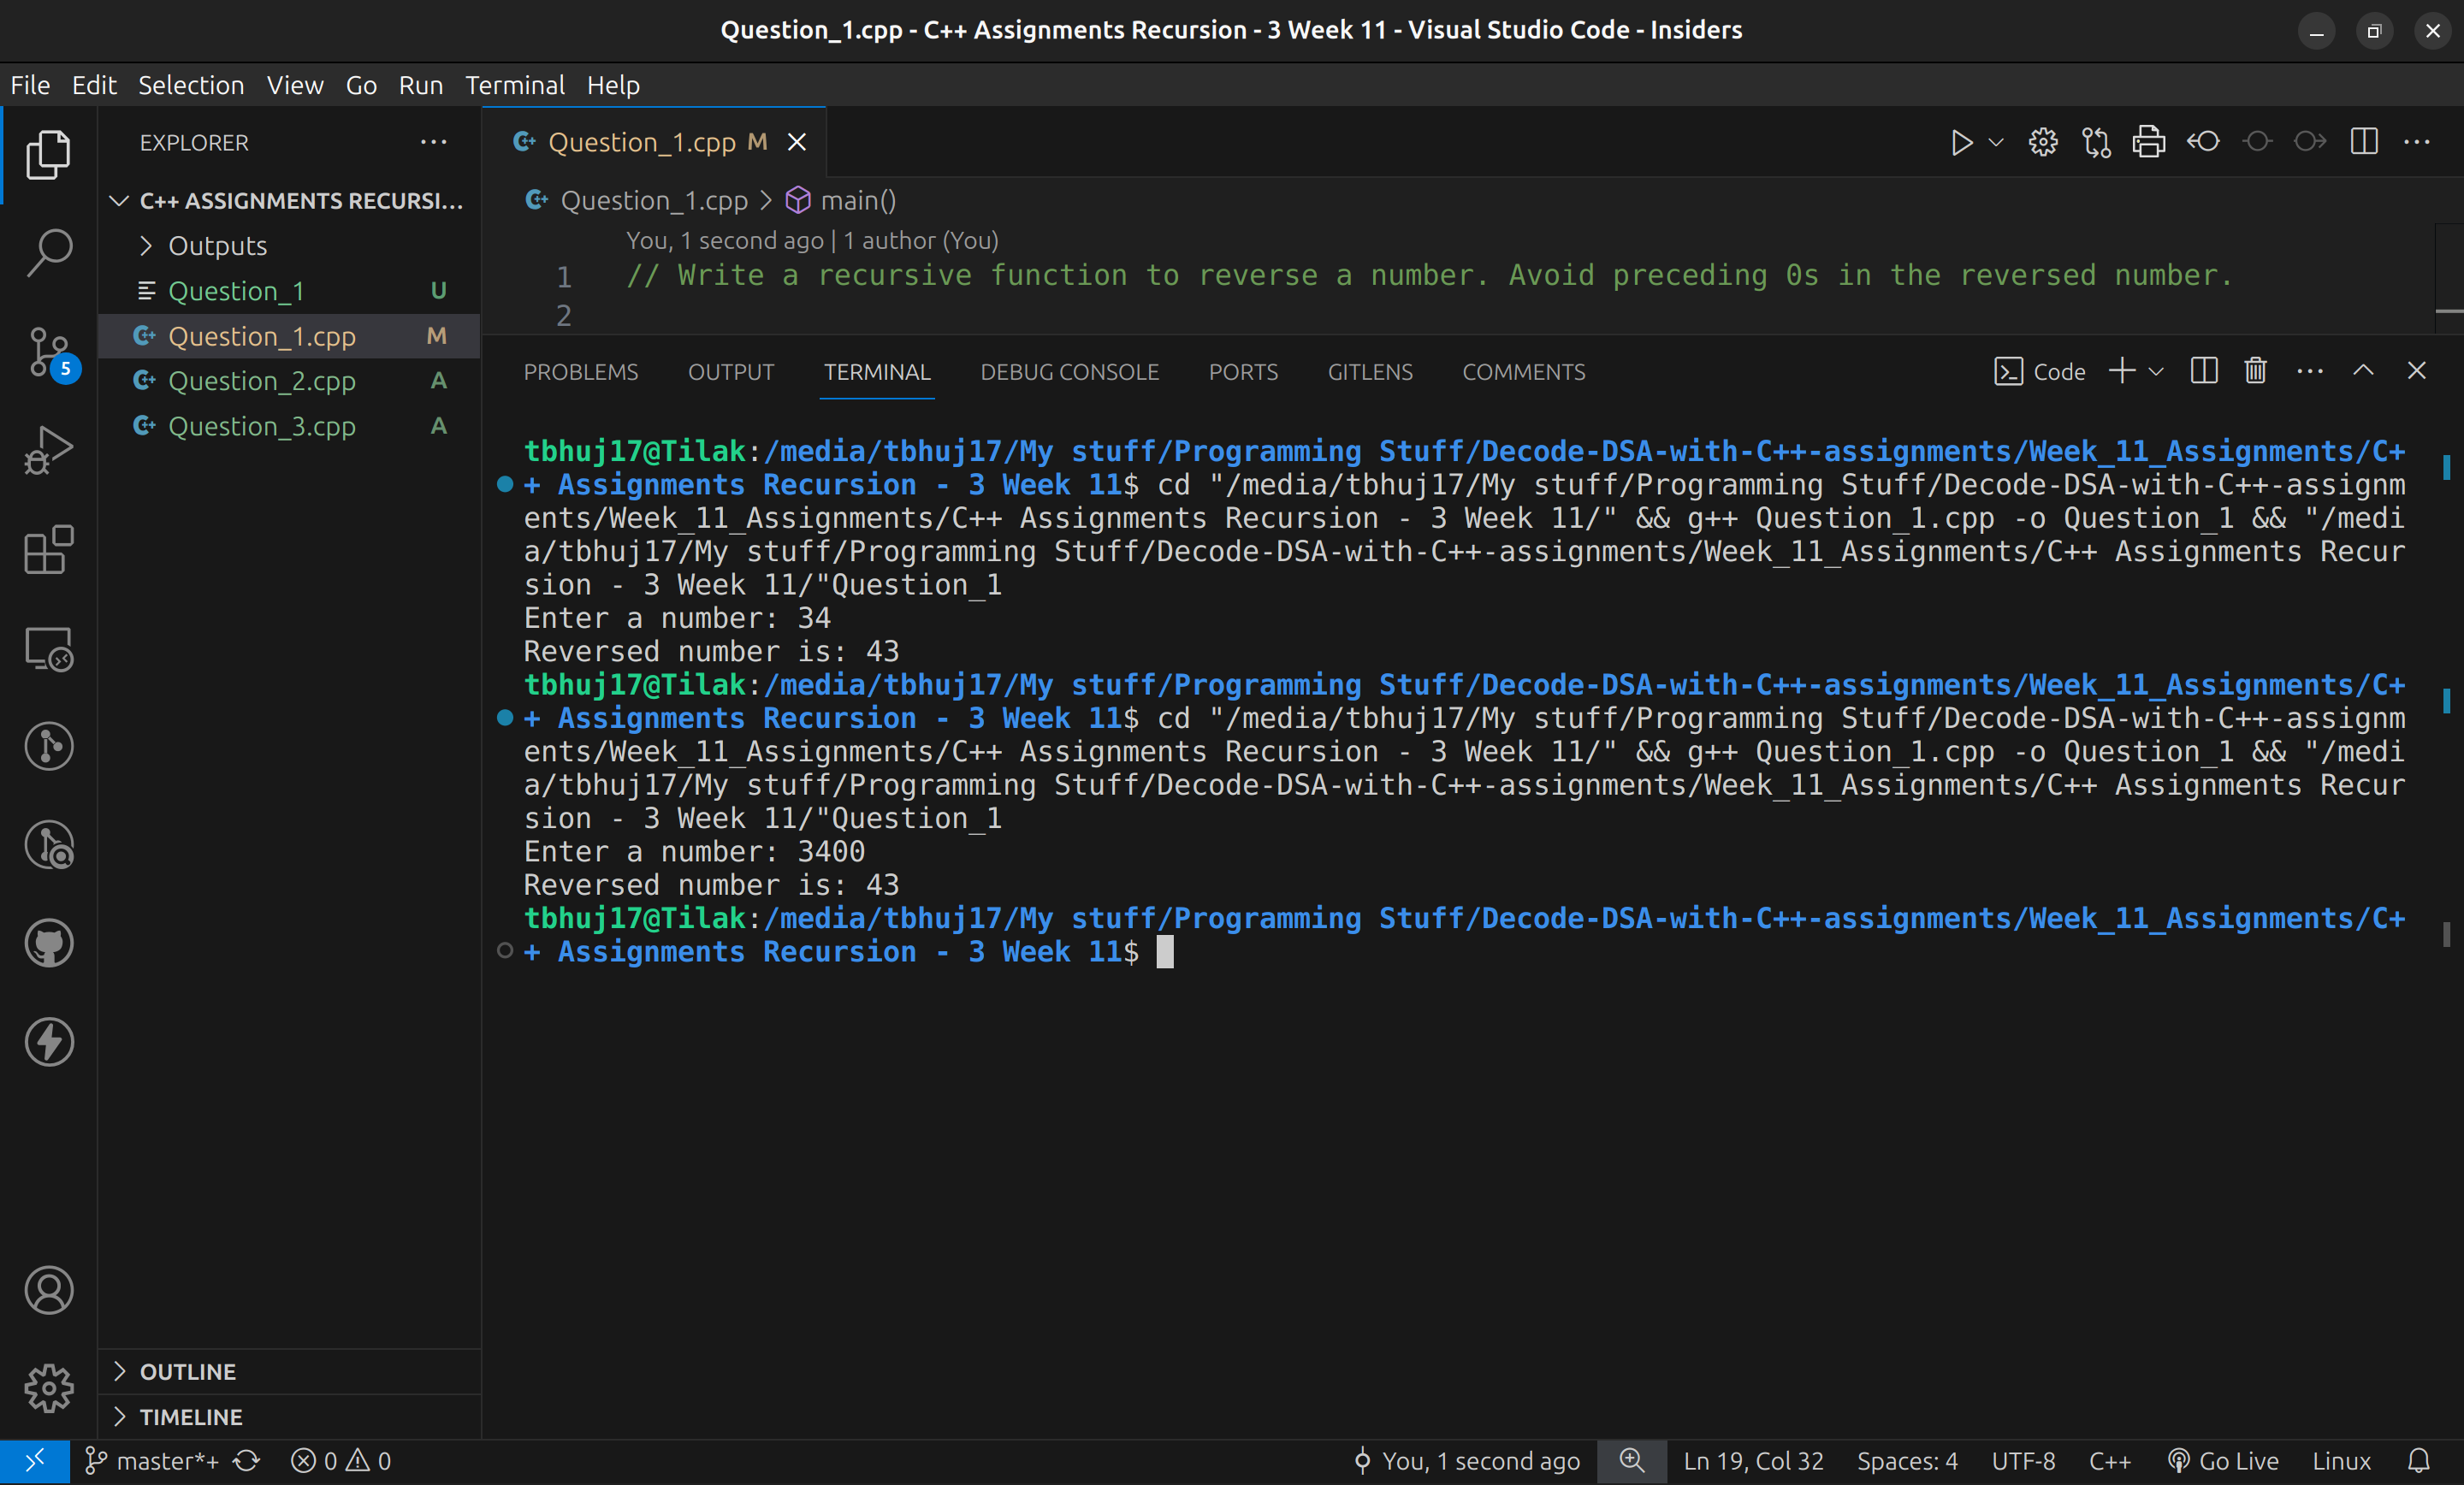 Question_1.cpp - C++ Assignments Recursion - 3 Week 11 - Visual Studio Code - Insiders
File Edit Selection View Go Run Terminal Help
EXPLORER
C++ ASSIGNMENTS RECURSI...
Outputs
Question_1 U
Question_1.cpp M
Question_2.cpp A
Question_3.cpp A
5
OUTLINE
TIMELINE
Question_1.cpp M
Question_1.cpp > main()
You, 1 second ago | 1 author (You)
1 // Write a recursive function to reverse a number. Avoid preceding 0s in the reversed number.
2
PROBLEMS OUTPUT TERMINAL DEBUG CONSOLE PORTS GITLENS COMMENTS Code
tbhuj17@Tilak:/media/tbhuj17/My stuff/Programming Stuff/Decode-DSA-with-C++-assignments/Week_11_Assignments/C+
+ Assignments Recursion - 3 Week 11$ cd "/media/tbhuj17/My stuff/Programming Stuff/Decode-DSA-with-C++-assignm
ents/Week_11_Assignments/C++ Assignments Recursion - 3 Week 11/" && g++ Question_1.cpp -o Question_1 && "/medi
a/tbhuj17/My stuff/Programming Stuff/Decode-DSA-with-C++-assignments/Week_11_Assignments/C++ Assignments Recur
sion - 3 Week 11/"Question_1
Enter a number: 34
Reversed number is: 43
tbhuj17@Tilak:/media/tbhuj17/My stuff/Programming Stuff/Decode-DSA-with-C++-assignments/Week_11_Assignments/C+
+ Assignments Recursion - 3 Week 11$ cd "/media/tbhuj17/My stuff/Programming Stuff/Decode-DSA-with-C++-assignm
ents/Week_11_Assignments/C++ Assignments Recursion - 3 Week 11/" && g++ Question_1.cpp -o Question_1 && "/medi
a/tbhuj17/My stuff/Programming Stuff/Decode-DSA-with-C++-assignments/Week_11_Assignments/C++ Assignments Recur
sion - 3 Week 11/"Question_1
Enter a number: 3400
Reversed number is: 43
tbhuj17@Tilak:/media/tbhuj17/My stuff/Programming Stuff/Decode-DSA-with-C++-assignments/Week_11_Assignments/C+
+ Assignments Recursion - 3 Week 11$
master*+ 0 0 You, 1 second ago Ln 19, Col 32 Spaces: 4 UTF-8 C++ Go Live Linux